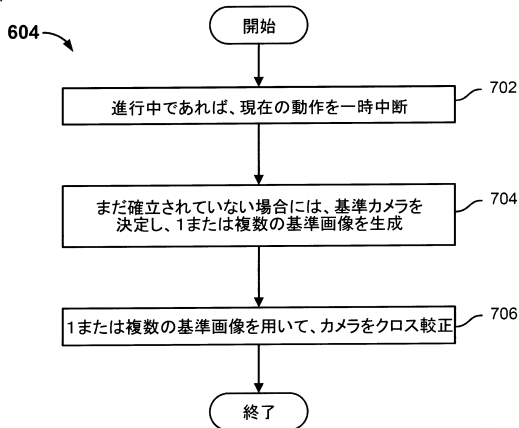 604
開始
進行中であれば、現在の動作を一時中断
702
まだ確立されていない場合には、基準カメラを
決定し、1または複数の基準画像を生成
704
1または複数の基準画像を用いて、カメラをクロス較正
706
終了